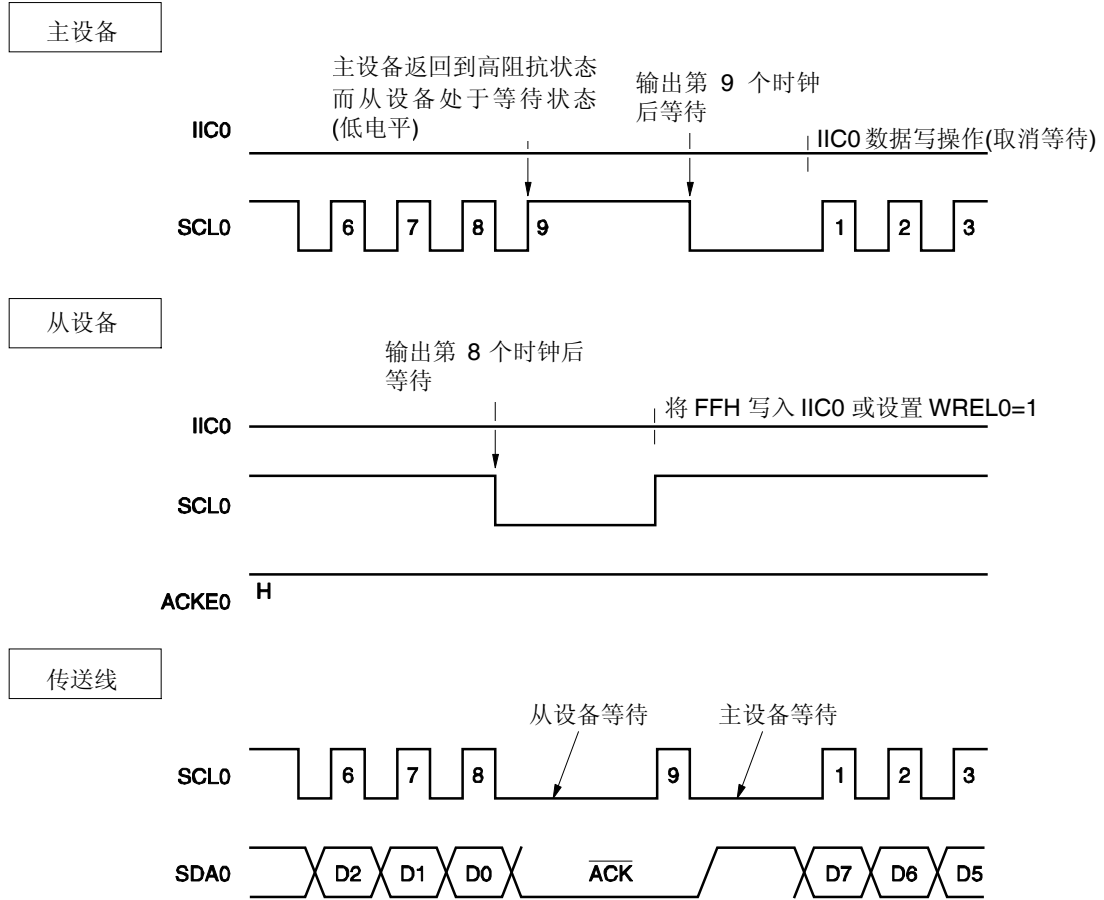 主设备
主设备返回到高阻抗状态
而从设备处于等待状态
(低电平)
输出第 9 个时钟
后等待
IIC0
IIC0 数据写操作(取消等待)
SCL0
6 7 8 9 1 2 3
从设备
输出第 8 个时钟后
等待
将 FFH 写入 IIC0 或设置 WREL0=1
IIC0
SCL0
H
ACKE0
传送线
从设备等待 主设备等待
SCL0
6 7 8 9 1 2 3
SDA0
D2 D1 D0 ACK D7 D6 D5